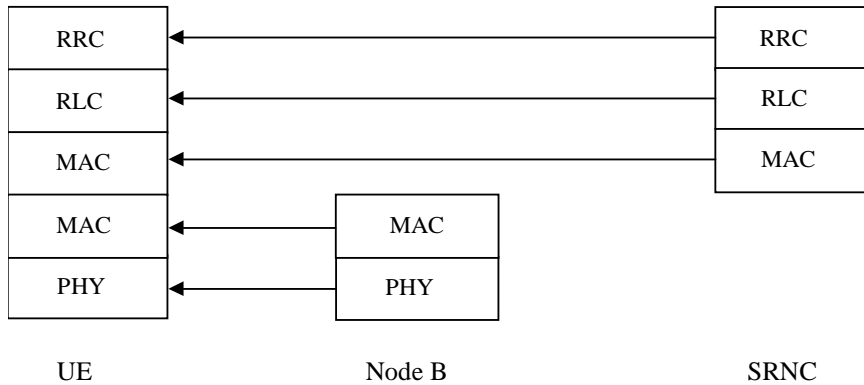 RRC RRC
RLC RLC
MAC MAC
MAC MAC
PHY PHY
UE Node B SRNC